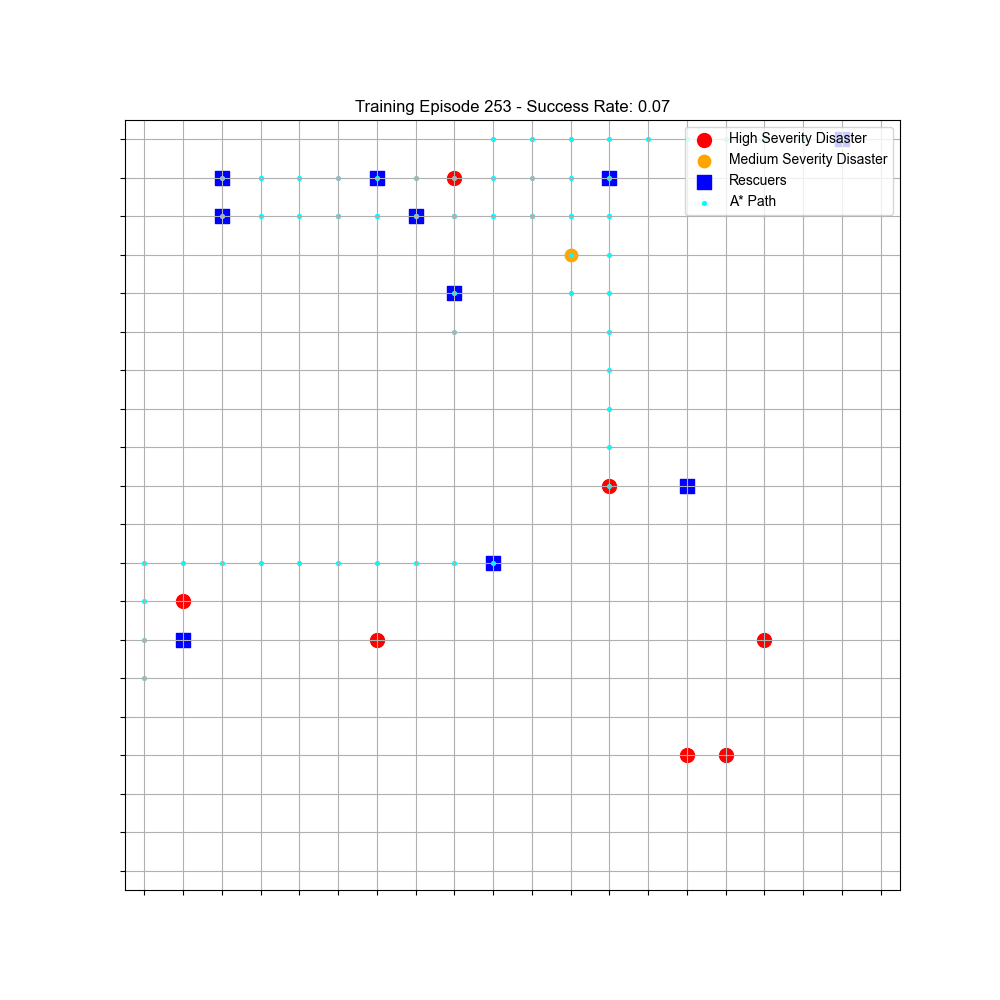 Training Episode 253 - Success Rate: 0.07
High Severity Disaster
Medium Severity Disaster
Rescuers
A* Path